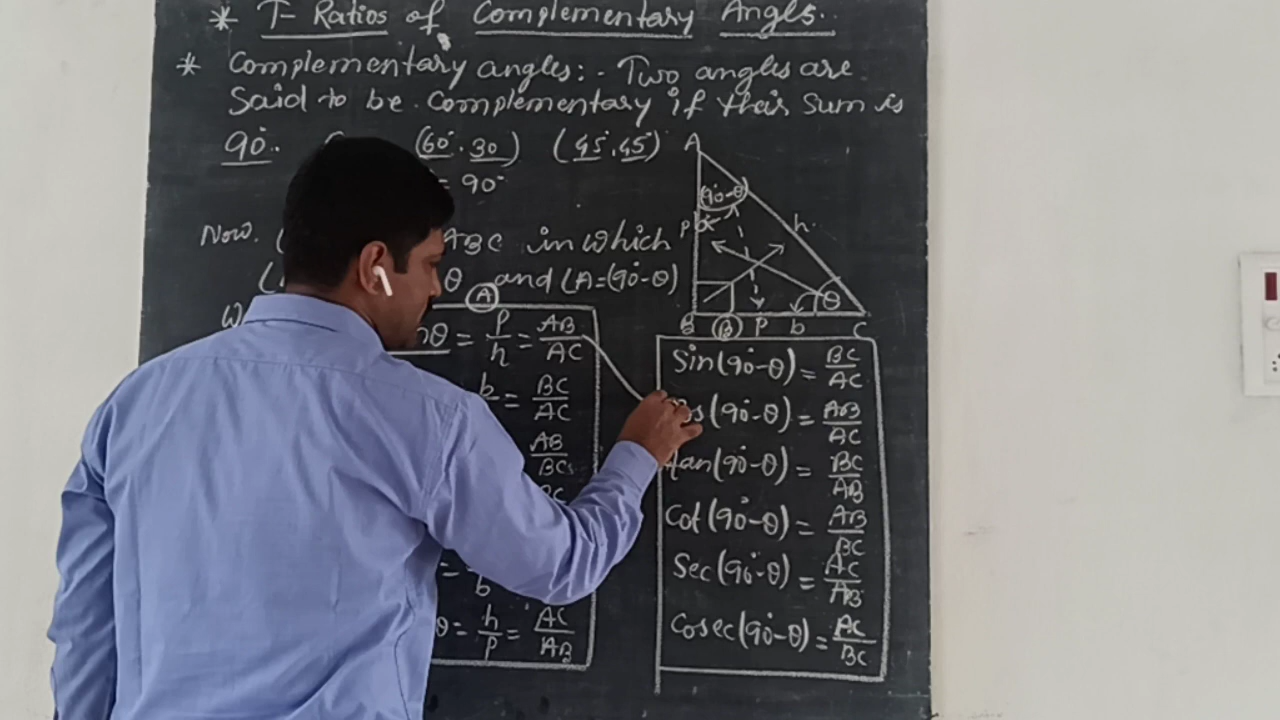 * T- Ratios of Complementary Angls.
* Complementary angles:- Two angles are
Said to be Complementary if their Sum is
90°. (60°.30) (45°,45°)
= 90°
Now. ABC in which
θ and ∠A=(90-θ)
A
(90-θ)
P
h
θ
B
B
P
b
C
A
θ = P/h = AB/AC
b = BC/AC
AB/BC
= b
θ = h/P = AC/AB
Sin(90-θ) = BC/AC
(90-θ) = AB/AC
tan(90-θ) = BC/AB
Cot(90-θ) = AB/BC
Sec(90-θ) = AC/AB
Cosec(90-θ) = AC/BC